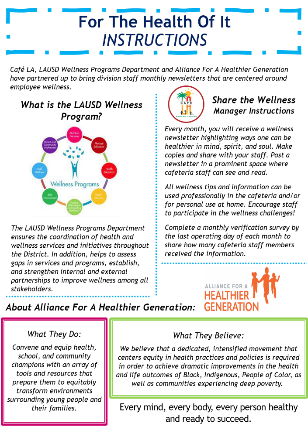 For The Health Of It
INSTRUCTIONS
Café LA, LAUSD Wellness Programs Department and Alliance For A Healthier Generation
have partnered up to bring division staff monthly newsletters that are centered around
employee wellness.
What is the LAUSD Wellness
Program?
Wellness Programs
The LAUSD Wellness Programs Department
ensures the coordination of health and
wellness services and initiatives throughout
the District. In addition, helps to assess
gaps in services and programs, establish,
and strengthen internal and external
partnerships to improve wellness among all
stakeholders.
Share the Wellness
Manager Instructions
Every month, you will receive a wellness
newsletter highlighting ways one can be
healthier in mind, spirit, and soul. Make
copies and share with your staff. Post a
newsletter in a prominent space where
cafeteria staff can see and read.
All wellness tips and information can be
used professionally in the cafeteria and/or
for personal use at home. Encourage staff
to participate in the wellness challenges!
Complete a monthly verification survey by
the last operating day of each month to
share how many cafeteria staff members
received the information.
About Alliance For A Healthier Generation:
ALLIANCE FOR A
HEALTHIER
GENERATION
What They Do:
Convene and equip health,
school, and community
champions with an array of
tools and resources that
prepare them to equitably
transform environments
surrounding young people and
their families.
What They Believe:
We believe that a dedicated, intensified movement that
centers equity in health practices and policies is required
in order to achieve dramatic improvements in the health
and life outcomes of Black, Indigenous, People of Color, as
well as communities experiencing deep poverty.
Every mind, every body, every person healthy
and ready to succeed.